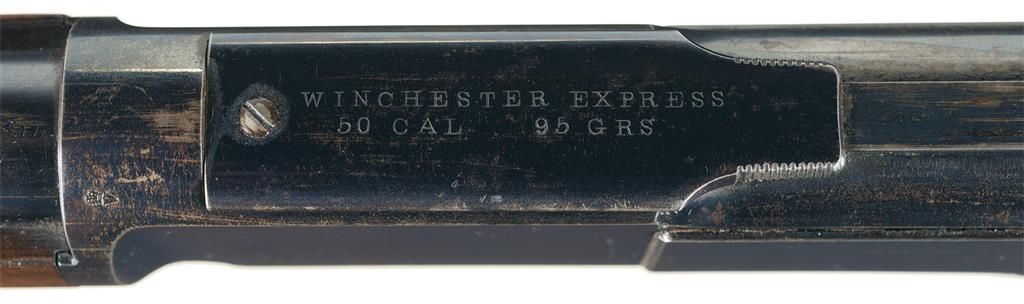 WINCHESTER EXPRESS
50 CAL 95 GRS